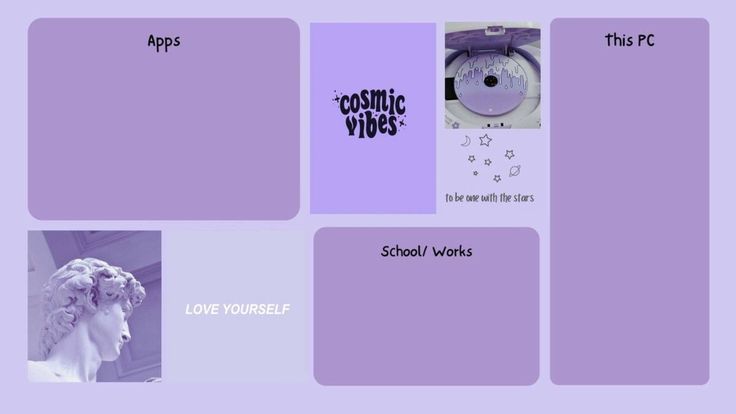 Apps
cosmic
vibes
to be one with the stars
This PC
LOVE YOURSELF
School/ Works